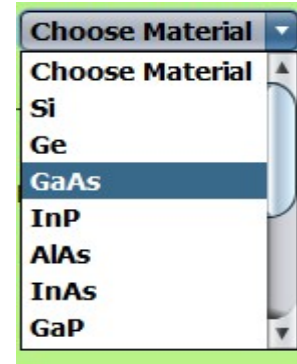 Choose Material
Choose Material
Si
Ge
GaAs
InP
AlAs
InAs
GaP